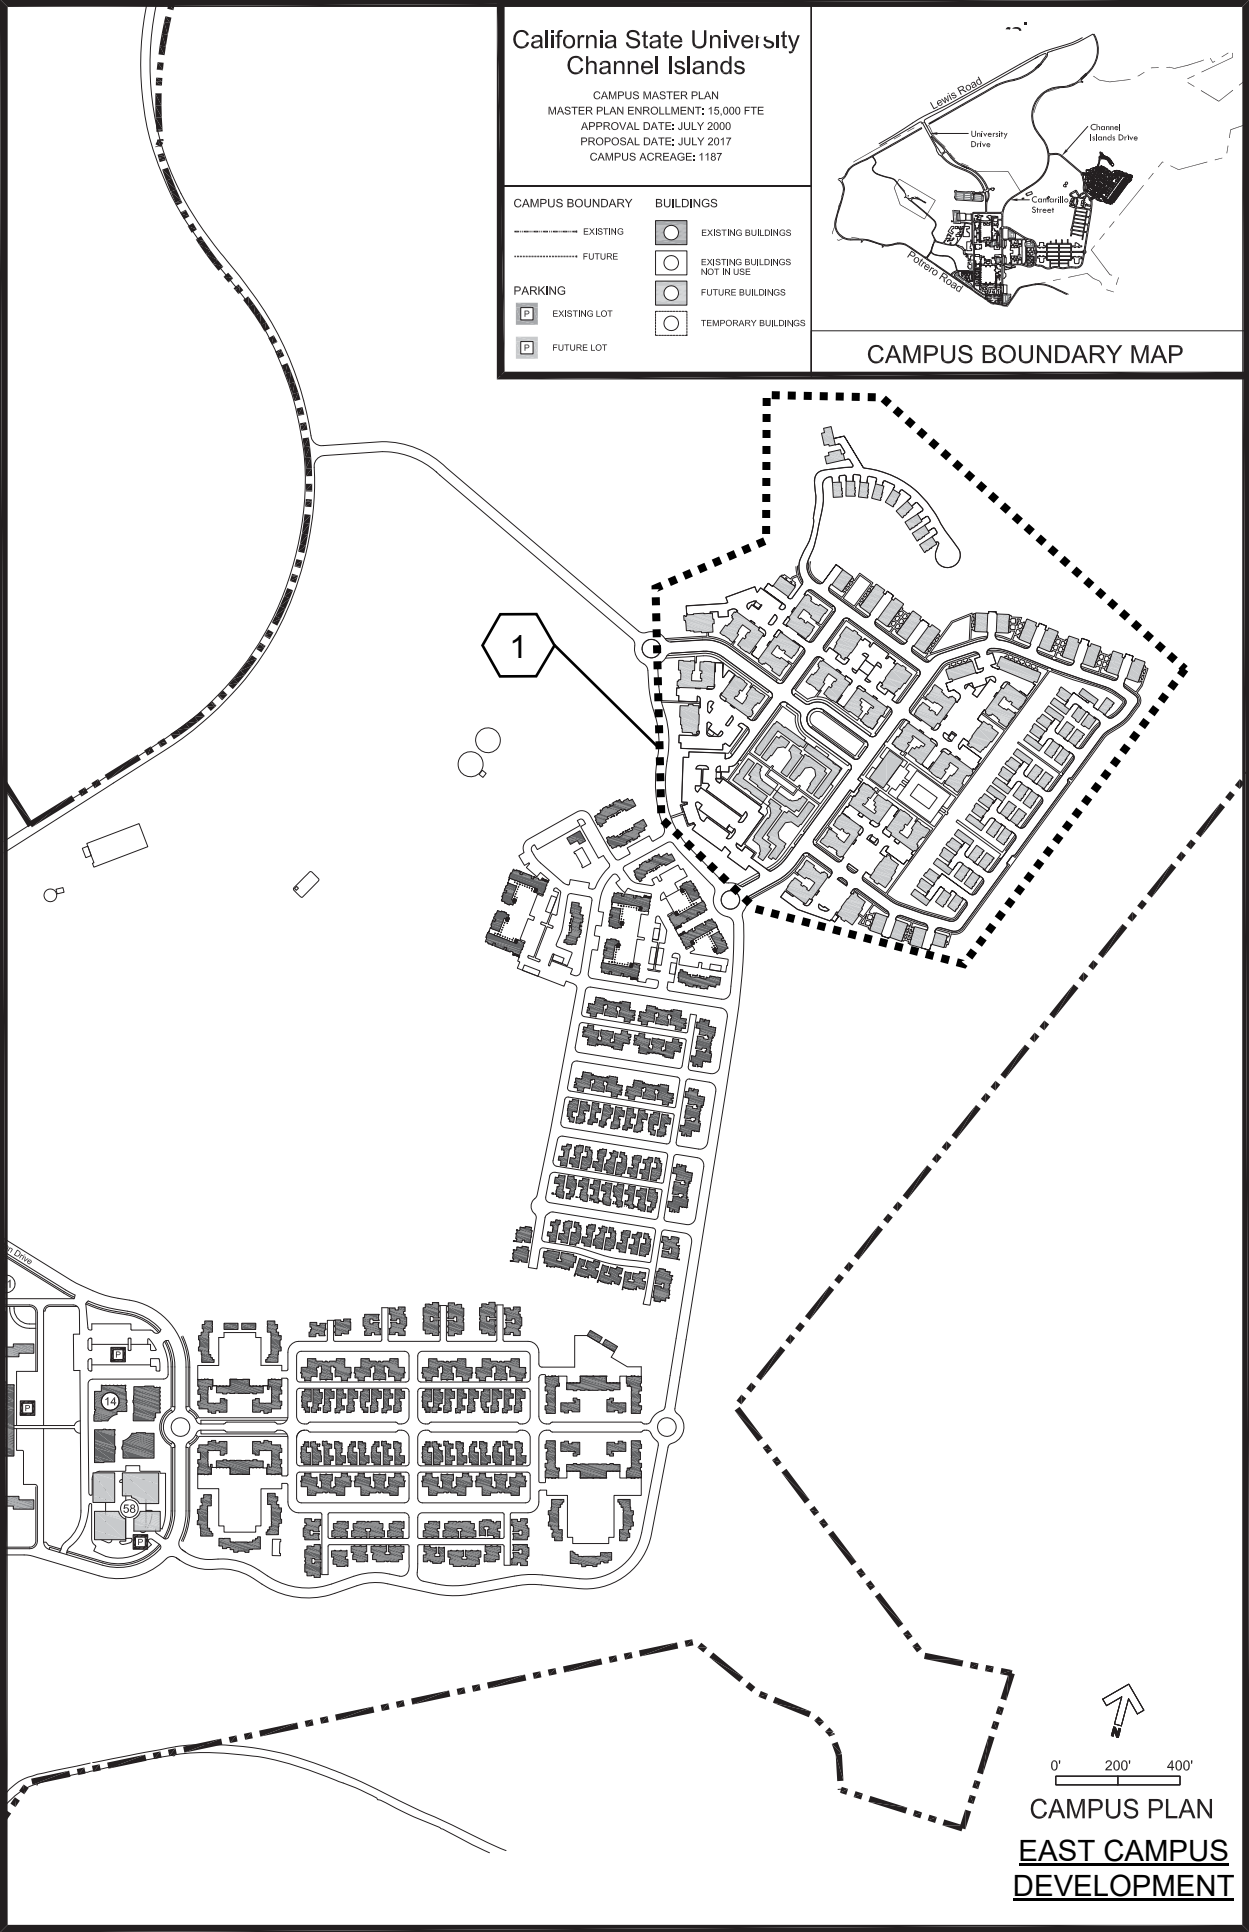 California State University
Channel Islands
CAMPUS MASTER PLAN
MASTER PLAN ENROLLMENT: 15,000 FTE
APPROVAL DATE: JULY 2000
PROPOSAL DATE: JULY 2017
CAMPUS ACREAGE: 1187
CAMPUS BOUNDARY
EXISTING
FUTURE
PARKING
P EXISTING LOT
P FUTURE LOT
BUILDINGS
EXISTING BUILDINGS
EXISTING BUILDINGS
NOT IN USE
FUTURE BUILDINGS
TEMPORARY BUILDINGS
Lewis Road
University
Drive
Channel
Islands Drive
Camarillo
Street
Potrero Road
CAMPUS BOUNDARY MAP
1
Drive
P
P
14
58
P
N
0' 200' 400'
CAMPUS PLAN
EAST CAMPUS
DEVELOPMENT